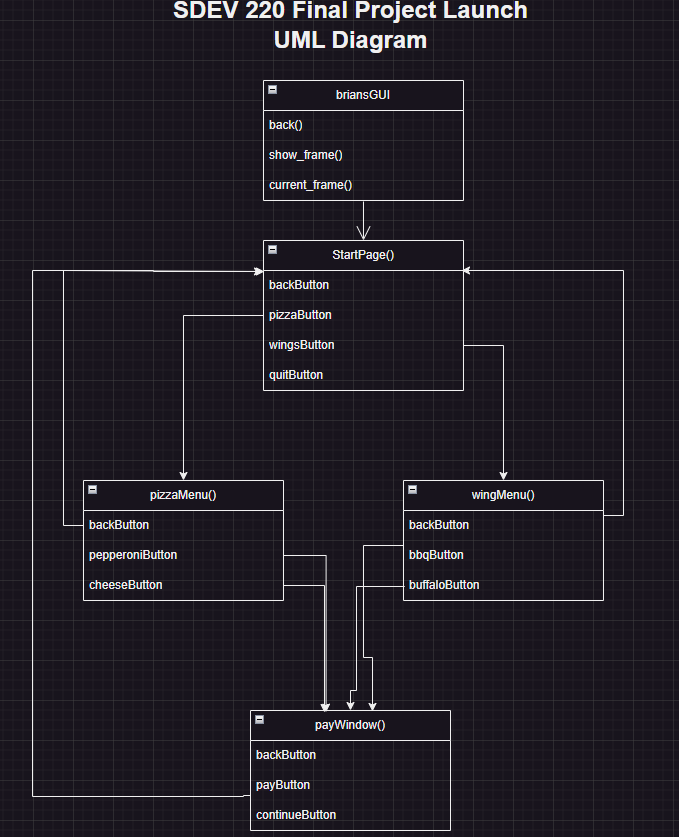 SDEV 220 Final Project Launch
UML Diagram
briansGUI
back()
show_frame()
current_frame()
StartPage()
backButton
pizzaButton
wingsButton
quitButton
pizzaMenu()
backButton
pepperoniButton
cheeseButton
wingMenu()
backButton
bbqButton
buffaloButton
payWindow()
backButton
payButton
continueButton